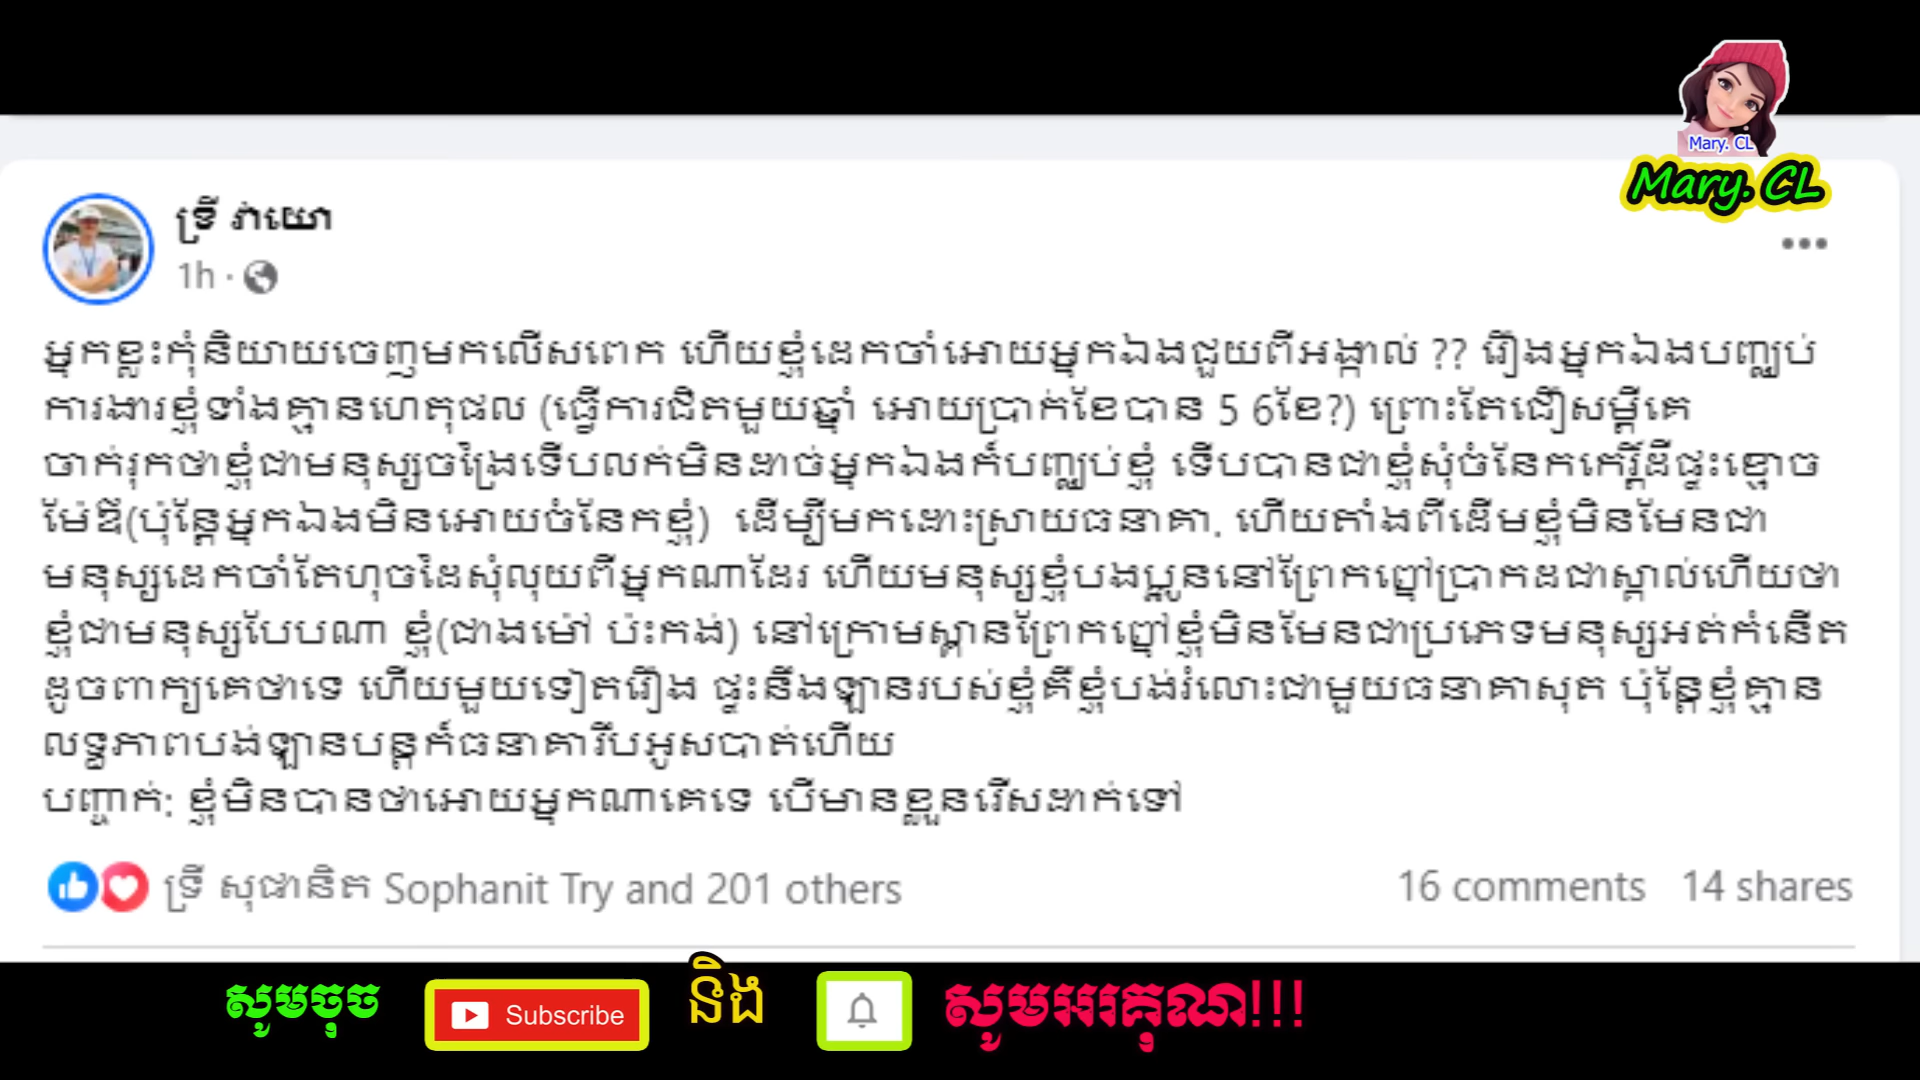 Mary. CL
Mary. CL
ទ្រី វាយោ
1h ·
អ្នកខ្លះកុំនិយាយចេញមកលើសពេក ហើយខ្ញុំដេកចាំអោយអ្នកឯងជួយពីអង្កាល់ ?? រឿងអ្នកឯងបញ្ឈប់
ការងារខ្ញុំទាំងគ្មានហេតុផល (ធ្វើការជិតមួយឆ្នាំ អោយប្រាក់ខែបាន 5 6ខែ?) ព្រោះតែជឿសម្តីគេ
ចាក់រុកថាខ្ញុំជាមនុស្សចង្រៃទើបលក់មិនដាច់អ្នកឯងក៏បញ្ឈប់ខ្ញុំ ទើបបានជាខ្ញុំសុំចំនែកកេរ្តិ៍ដីផ្ទះខ្មោច
ម៉ែឪ(ប៉ុន្តែអ្នកឯងមិនអោយចំនែកខ្ញុំ) ដើម្បីមកដោះស្រាយធនាគា. ហើយតាំងពីដើមខ្ញុំមិនមែនជា
មនុស្សដេកចាំតែហុចដៃសុំលុយពីអ្នកណាដែរ ហើយមនុស្សខ្ញុំបងប្អូននៅព្រែកព្នៅប្រាកដជាស្គាល់ហើយថា
ខ្ញុំជាមនុស្សបែបណា ខ្ញុំ(ជាងម៉ៅ ប៉ះកង់) នៅក្រោមស្ពានព្រែកព្នៅខ្ញុំមិនមែនជាប្រភេទមនុស្សអត់កំនើត
ដូចពាក្យគេថាទេ ហើយមួយទៀតរឿង ផ្ទះនឹងឡានរបស់ខ្ញុំគឺខ្ញុំបង់រំលោះជាមួយធនាគាសុត ប៉ុន្តែខ្ញុំគ្មាន
លទ្ធភាពបង់ឡានបន្តក៏ធនាគារឹបអូសបាត់ហើយ
បញ្ជាក់: ខ្ញុំមិនបានថាអោយអ្នកណាគេទេ បើមានខ្លួនរើសដាក់ទៅ
ទ្រី សុផានិត Sophanit Try and 201 others 16 comments 14 shares
សូមចុច Subscribe និង សូមអរគុណ!!!